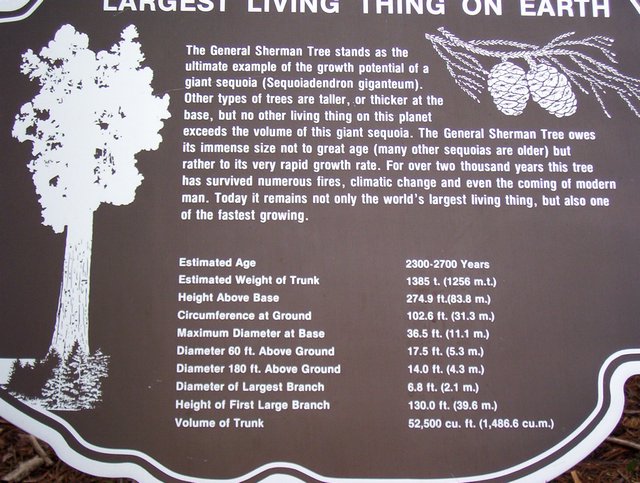 LARGEST LIVING THING ON EARTH
The General Sherman Tree stands as the
ultimate example of the growth potential of a
giant sequoia (Sequoiadendron giganteum).
Other types of trees are taller, or thicker at the
base, but no other living thing on this planet
exceeds the volume of this giant sequoia. The General Sherman Tree owes
its immense size not to great age (many other sequoias are older) but
rather to its very rapid growth rate. For over two thousand years this tree
has survived numerous fires, climatic change and even the coming of modern
man. Today it remains not only the world's largest living thing, but also one
of the fastest growing.
Estimated Age 2300-2700 Years
Estimated Weight of Trunk 1385 t. (1256 m.t.)
Height Above Base 274.9 ft.(83.8 m.)
Circumference at Ground 102.6 ft. (31.3 m.)
Maximum Diameter at Base 36.5 ft. (11.1 m.)
Diameter 60 ft. Above Ground 17.5 ft. (5.3 m.)
Diameter 180 ft. Above Ground 14.0 ft. (4.3 m.)
Diameter of Largest Branch 6.8 ft. (2.1 m.)
Height of First Large Branch 130.0 ft. (39.6 m.)
Volume of Trunk 52,500 cu. ft. (1,486.6 cu.m.)